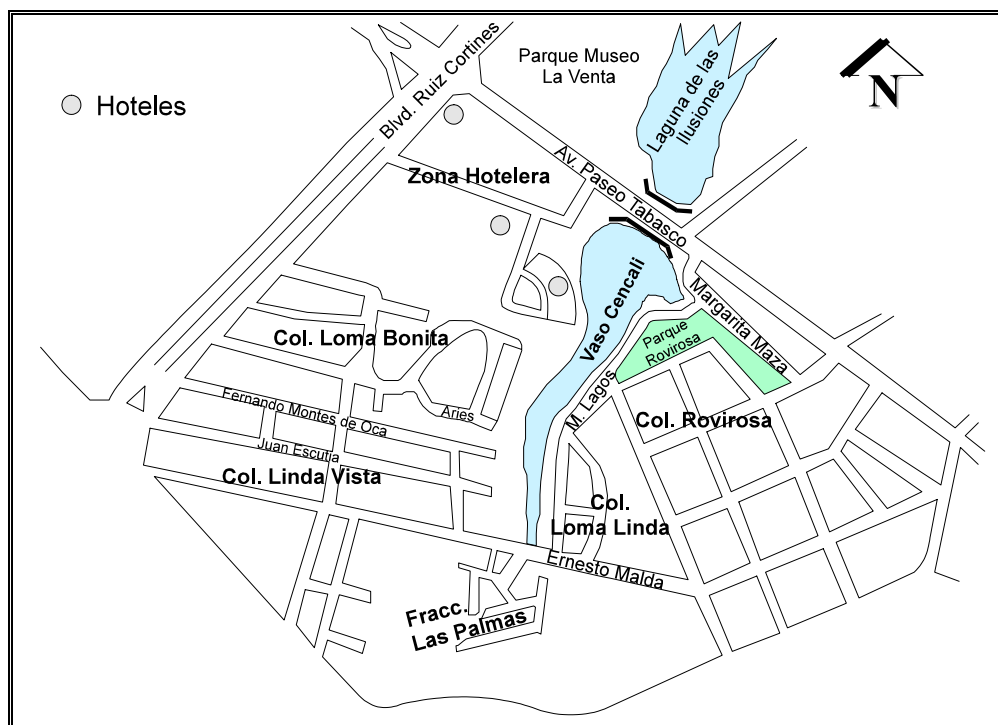 Parque Museo
La Venta
Laguna de las
Ilusiones
N
Hoteles
Blvd. Ruiz Cortines
Av. Paseo Tabasco
Zona Hotelera
Vaso Cencali
Margarita Maza
Parque
Rovirosa
Col. Loma Bonita
M. Lagos
Fernando Montes de Oca
Aries
Col. Rovirosa
Juan Escutia
Col. Linda Vista
Col.
Loma Linda
Ernesto Malda
Fracc.
Las Palmas